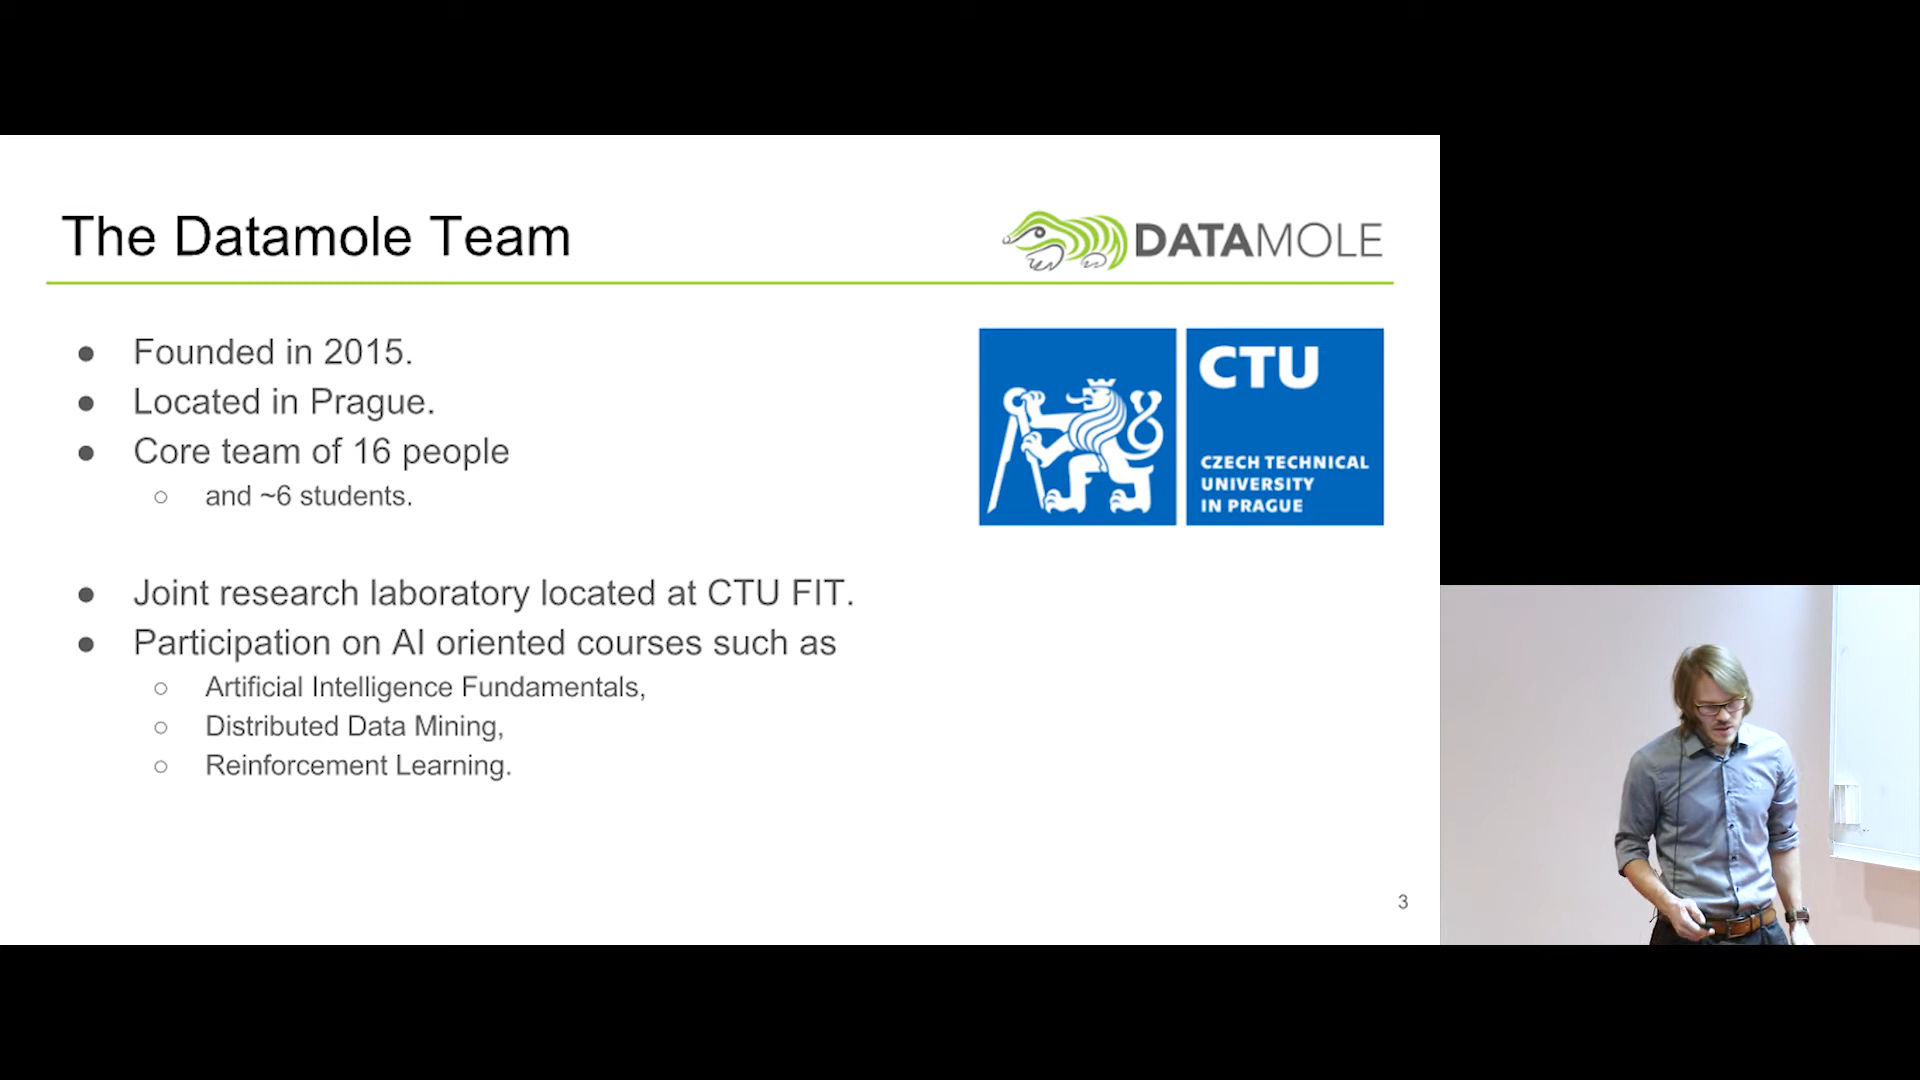 The Datamole Team
DATAMOLE
● Founded in 2015.
● Located in Prague.
● Core team of 16 people
○ and ~6 students.
CTU
CZECH TECHNICAL
UNIVERSITY
IN PRAGUE
● Joint research laboratory located at CTU FIT.
● Participation on AI oriented courses such as
○ Artificial Intelligence Fundamentals,
○ Distributed Data Mining,
○ Reinforcement Learning.
3